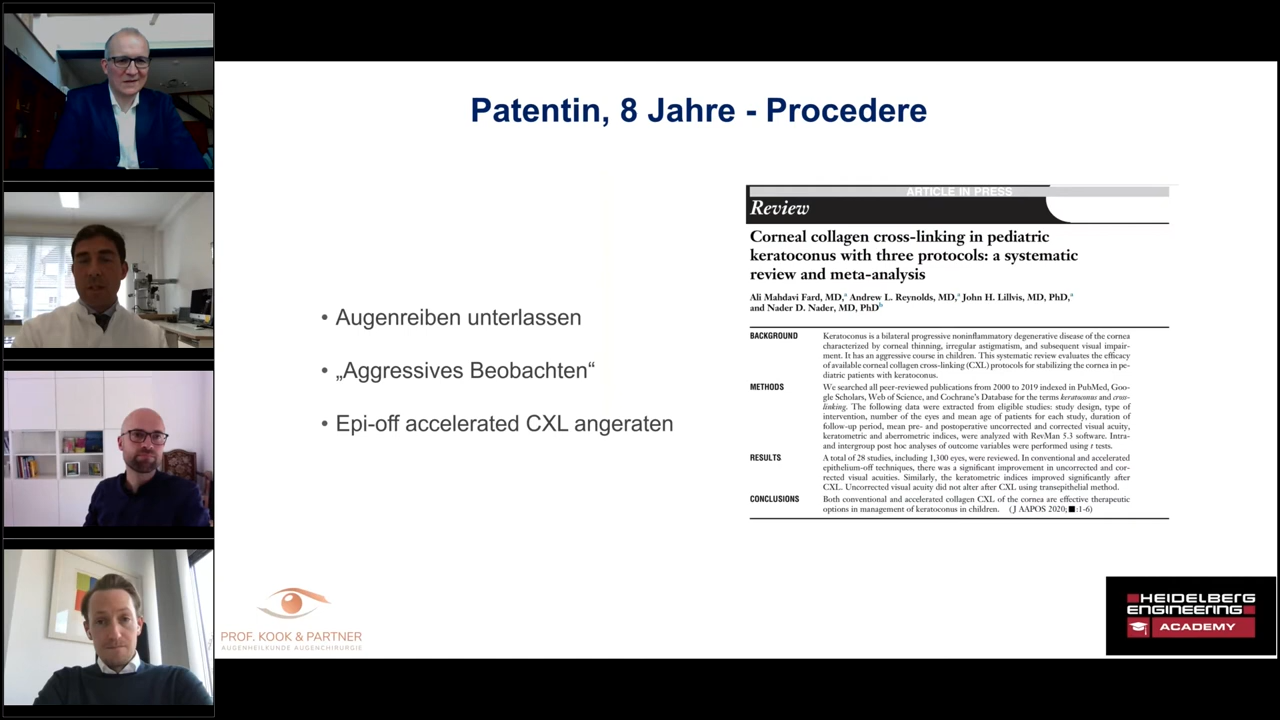 Patentin, 8 Jahre - Procedere
• Augenreiben unterlassen
• „Aggressives Beobachten“
• Epi-off accelerated CXL angeraten
ARTICLE IN PRESS
Review
Corneal collagen cross-linking in pediatric
keratoconus with three protocols: a systematic
review and meta-analysis
Ali Mahdavi Fard, MD,a Andrew L. Reynolds, MD,a John H. Lillvis, MD, PhD,a
and Nader D. Nader, MD, PhDb
BACKGROUND Keratoconus is a bilateral progressive noninflammatory degenerative disease of the cornea
characterized by corneal thinning, irregular astigmatism, and subsequent visual impair-
ment. It has an aggressive course in children. This systematic review evaluates the efficacy
of available corneal collagen cross-linking (CXL) protocols for stabilizing the cornea in pe-
diatric patients with keratoconus.
METHODS We searched all peer-reviewed publications from 2000 to 2019 indexed in PubMed, Goo-
gle Scholars, Web of Science, and Cochrane's Database for the terms keratoconus and cross-
linking. The following data were extracted from eligible studies: study design, type of
intervention, number of the eyes and mean age of patients for each study, duration of
follow-up period, mean pre- and postoperative uncorrected and corrected visual acuity,
keratometric and aberrometric indices, were analyzed with RevMan 5.3 software. Intra-
and intergroup post hoc analyses of outcome variables were performed using t tests.
RESULTS A total of 28 studies, including 1,300 eyes, were reviewed. In conventional and accelerated
epithelium-off techniques, there was a significant improvement in uncorrected and cor-
rected visual acuities. Similarly, the keratometric indices improved significantly after
CXL. Uncorrected visual acuity did not alter after CXL using transepithelial method.
CONCLUSIONS Both conventional and accelerated collagen CXL of the cornea are effective therapeutic
options in management of keratoconus in children. (J AAPOS 2020;■:1-6)
PROF. KOOK & PARTNER
AUGENHEILKUNDE AUGENCHIRURGIE
HEIDELBERG
ENGINEERING
ACADEMY